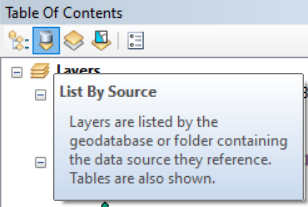 Table Of Contents
Layers
List By Source
Layers are listed by the
geodatabase or folder containing
the data source they reference.
Tables are also shown.